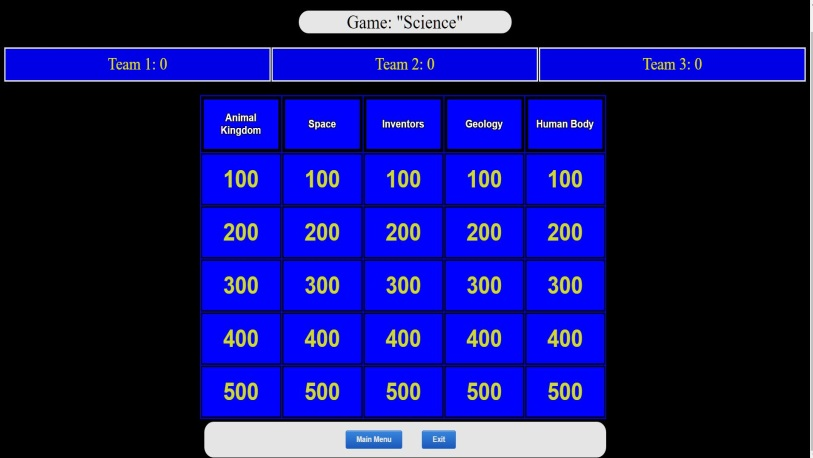 Game: "Science"
Team 1: 0 Team 2: 0 Team 3: 0
Animal Kingdom Space Inventors Geology Human Body
100 100 100 100 100
200 200 200 200 200
300 300 300 300 300
400 400 400 400 400
500 500 500 500 500
Main Menu Exit